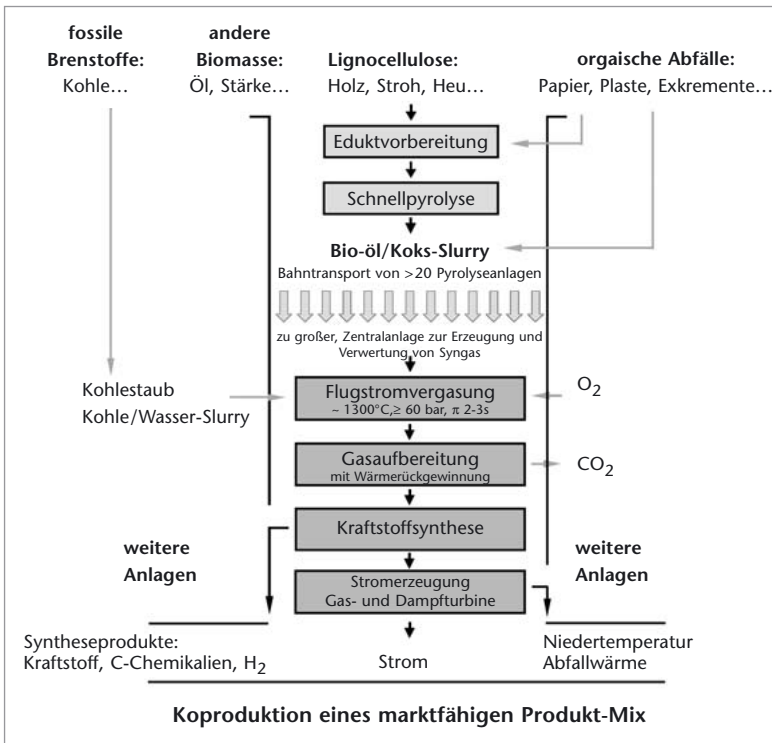 fossile
Brenstoffe:
Kohle…
andere
Biomasse:
Öl, Stärke…
Lignocellulose:
Holz, Stroh, Heu…
orgaische Abfälle:
Papier, Plaste, Exkremente…
Eduktvorbereitung
Schnellpyrolyse
Bio-öl/Koks-Slurry
Bahntransport von >20 Pyrolyseanlagen
zu großer, Zentralanlage zur Erzeugung und
Verwertung von Syngas
Kohlestaub
Kohle/Wasser-Slurry
Flugstromvergasung
~ 1300°C,≥ 60 bar, π 2-3s
O₂
Gasaufbereitung
mit Wärmerückgewinnung
CO₂
Kraftstoffsynthese
weitere
Anlagen
Stromerzeugung
Gas- und Dampfturbine
weitere
Anlagen
Syntheseprodukte:
Kraftstoff, C-Chemikalien, H₂
Strom
Niedertemperatur
Abfallwärme
Koproduktion eines marktfähigen Produkt-Mix